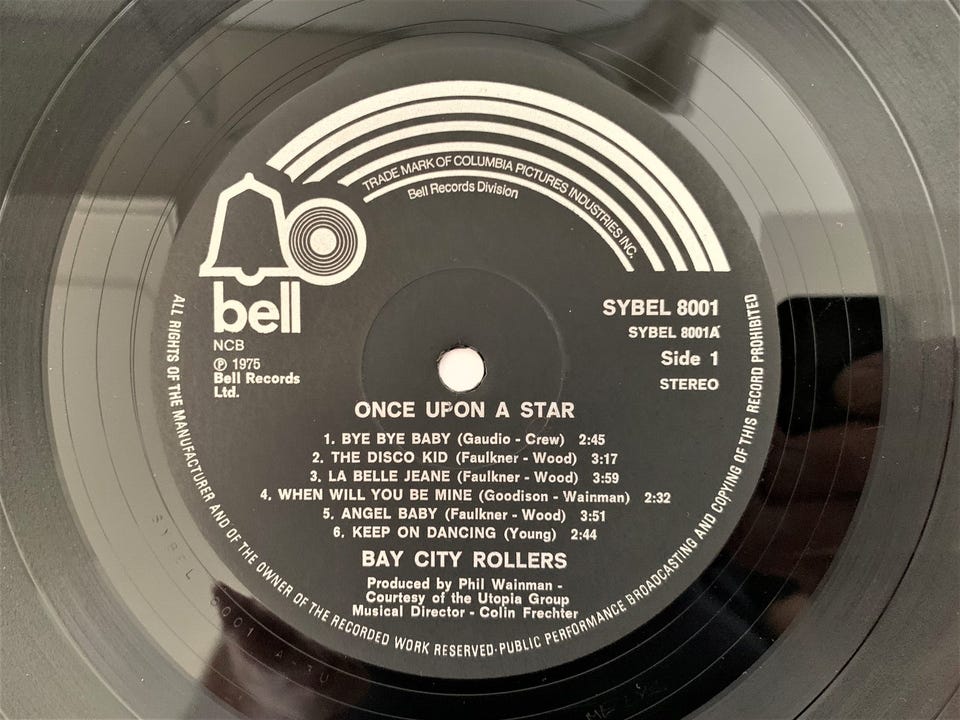 TRADE MARK OF COLUMBIA PICTURES INDUSTRIES INC.
Bell Records Division
bell
NCB
Ⓟ 1975
Bell Records
Ltd.
SYBEL 8001
SYBEL 8001A
Side 1
STEREO
ONCE UPON A STAR
1. BYE BYE BABY (Gaudio - Crew) 2:45
2. THE DISCO KID (Faulkner - Wood) 3:17
3. LA BELLE JEANE (Faulkner - Wood) 3:59
4. WHEN WILL YOU BE MINE (Goodison - Wainman) 2:32
5. ANGEL BABY (Faulkner - Wood) 3:51
6. KEEP ON DANCING (Young) 2:44
BAY CITY ROLLERS
Produced by Phil Wainman -
Courtesy of the Utopia Group
Musical Director - Colin Frechter
ALL RIGHTS OF THE MANUFACTURER AND OF THE OWNER OF THE RECORDED WORK RESERVED·PUBLIC PERFORMANCE BROADCASTING AND COPYING OF THIS RECORD PROHIBITED